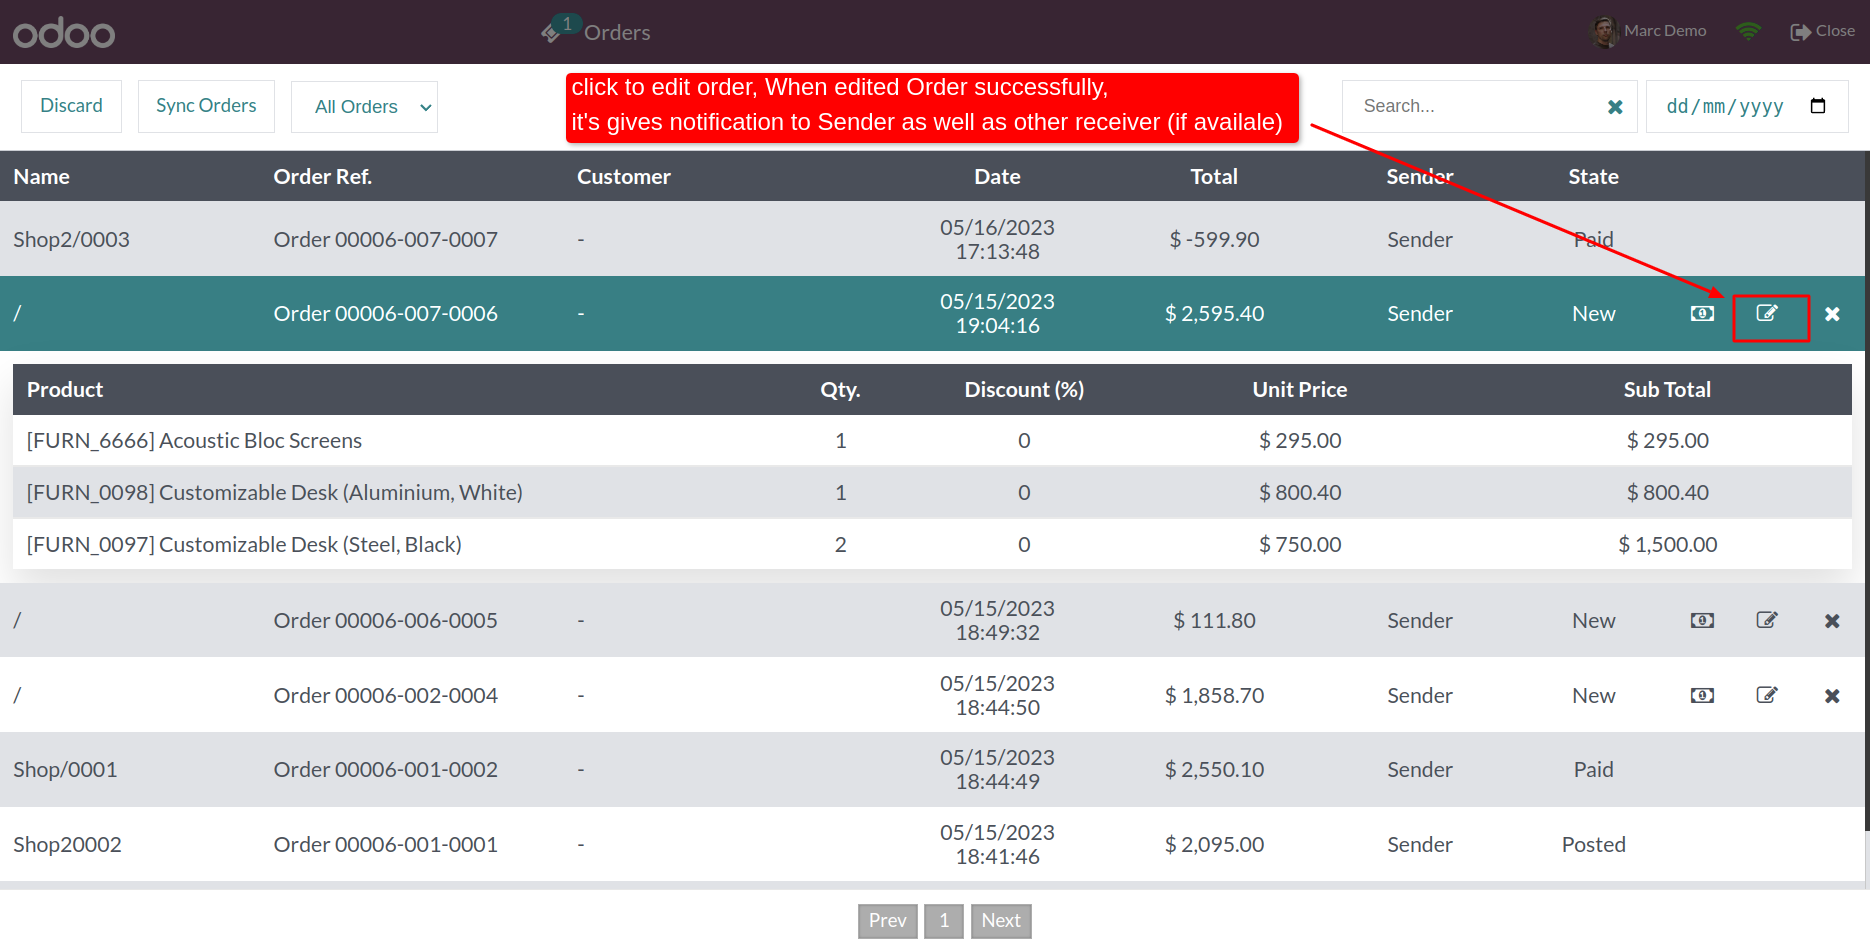 odoo
1
Orders
Marc Demo
Close
Discard
Sync Orders
All Orders
click to edit order, When edited Order successfully,
it's gives notification to Sender as well as other receiver (if availale)
Search...
dd/mm/yyyy
Name Order Ref. Customer Date Total Sender State
Shop2/0003 Order 00006-007-0007 - 05/16/2023 $ -599.90 Sender Paid
17:13:48
/ Order 00006-007-0006 - 05/15/2023 $ 2,595.40 Sender New
19:04:16
Product Qty. Discount (%) Unit Price Sub Total
[FURN_6666] Acoustic Bloc Screens 1 0 $ 295.00 $ 295.00
[FURN_0098] Customizable Desk (Aluminium, White) 1 0 $ 800.40 $ 800.40
[FURN_0097] Customizable Desk (Steel, Black) 2 0 $ 750.00 $ 1,500.00
/ Order 00006-006-0005 - 05/15/2023 $ 111.80 Sender New
18:49:32
/ Order 00006-002-0004 - 05/15/2023 $ 1,858.70 Sender New
18:44:50
Shop/0001 Order 00006-001-0002 - 05/15/2023 $ 2,550.10 Sender Paid
18:44:49
Shop20002 Order 00006-001-0001 - 05/15/2023 $ 2,095.00 Sender Posted
18:41:46
Prev 1 Next